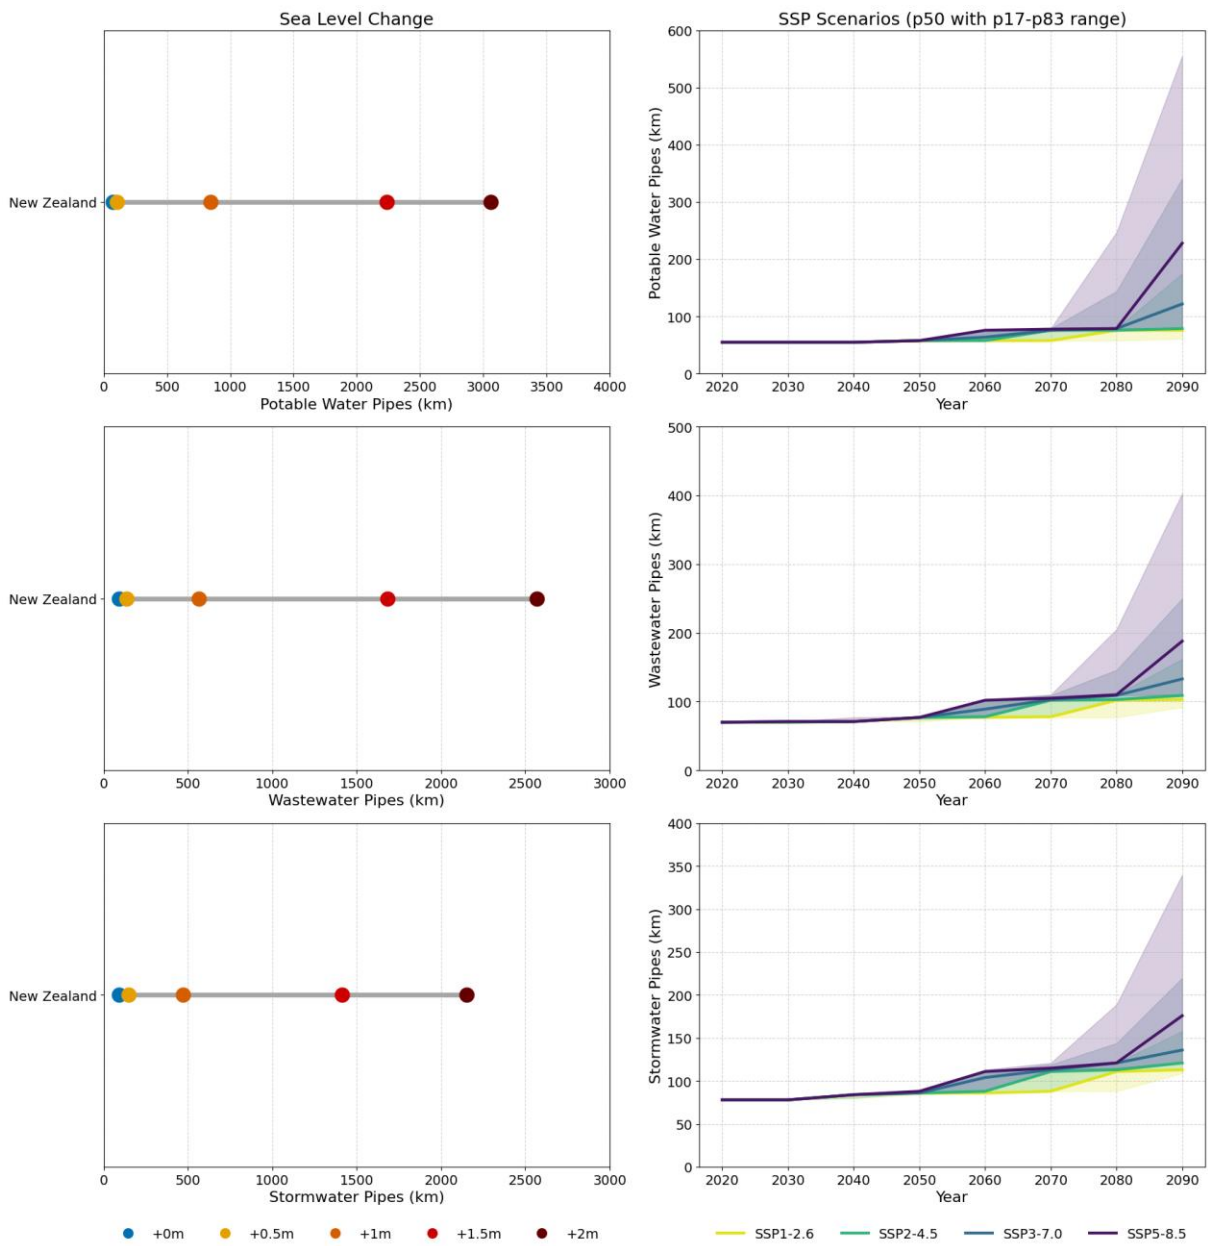 Sea Level Change
New Zealand
0 500 1000 1500 2000 2500 3000 3500 4000
Potable Water Pipes (km)
SSP Scenarios (p50 with p17-p83 range)
Potable Water Pipes (km)
600
500
400
300
200
100
0
2020 2030 2040 2050 2060 2070 2080 2090
Year
New Zealand
0 500 1000 1500 2000 2500 3000
Wastewater Pipes (km)
Wastewater Pipes (km)
500
400
300
200
100
0
2020 2030 2040 2050 2060 2070 2080 2090
Year
New Zealand
0 500 1000 1500 2000 2500 3000
Stormwater Pipes (km)
Stormwater Pipes (km)
400
350
300
250
200
150
100
50
0
2020 2030 2040 2050 2060 2070 2080 2090
Year
+0m +0.5m +1m +1.5m +2m
SSP1-2.6 SSP2-4.5 SSP3-7.0 SSP5-8.5